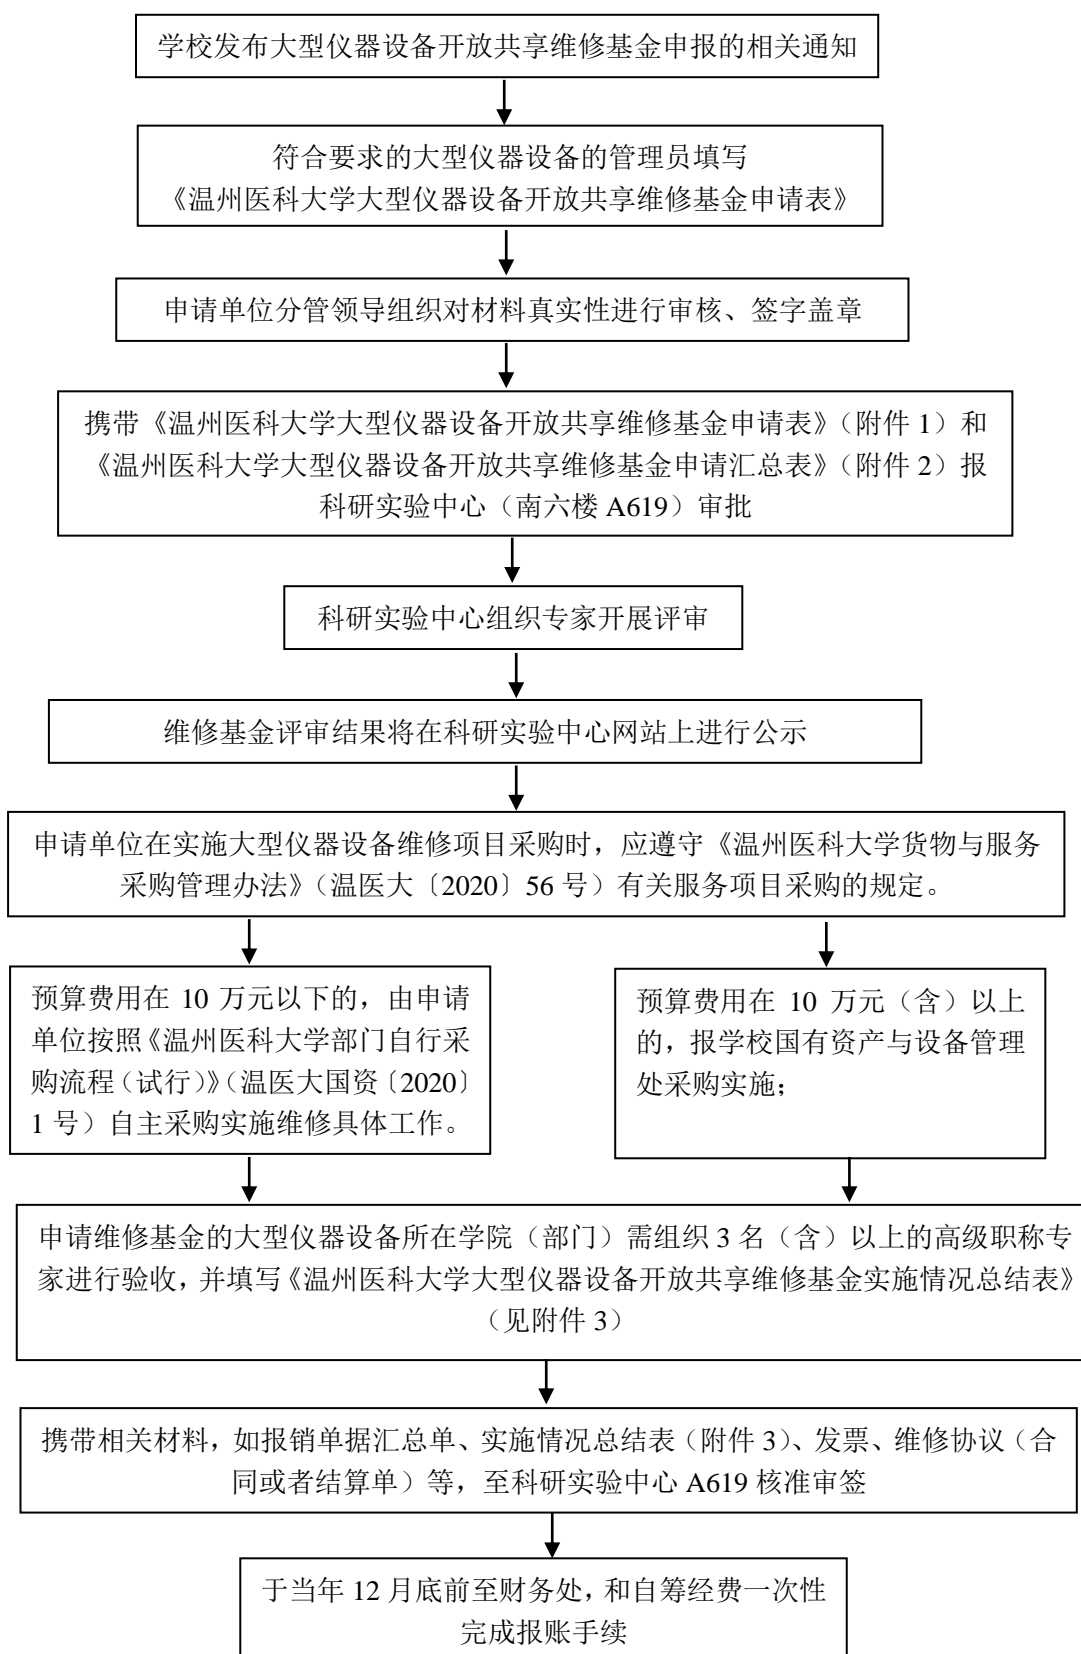 学校发布大型仪器设备开放共享维修基金申报的相关通知
符合要求的大型仪器设备的管理员填写
《温州医科大学大型仪器设备开放共享维修基金申请表》
申请单位分管领导组织对材料真实性进行审核、签字盖章
携带《温州医科大学大型仪器设备开放共享维修基金申请表》（附件 1）和
《温州医科大学大型仪器设备开放共享维修基金申请汇总表》（附件 2）报
科研实验中心（南六楼 A619）审批
科研实验中心组织专家开展评审
维修基金评审结果将在科研实验中心网站上进行公示
申请单位在实施大型仪器设备维修项目采购时，应遵守《温州医科大学货物与服务
采购管理办法》（温医大〔2020〕56 号）有关服务项目采购的规定。
预算费用在 10 万元以下的，由申请
单位按照《温州医科大学部门自行采
购流程（试行）》（温医大国资〔2020〕
1 号）自主采购实施维修具体工作。
预算费用在 10 万元（含）以上
的，报学校国有资产与设备管理
处采购实施；
申请维修基金的大型仪器设备所在学院（部门）需组织 3 名（含）以上的高级职称专
家进行验收，并填写《温州医科大学大型仪器设备开放共享维修基金实施情况总结表》
（见附件 3）
携带相关材料，如报销单据汇总单、实施情况总结表（附件 3）、发票、维修协议（合
同或者结算单）等，至科研实验中心 A619 核准审签
于当年 12 月底前至财务处，和自筹经费一次性
完成报账手续